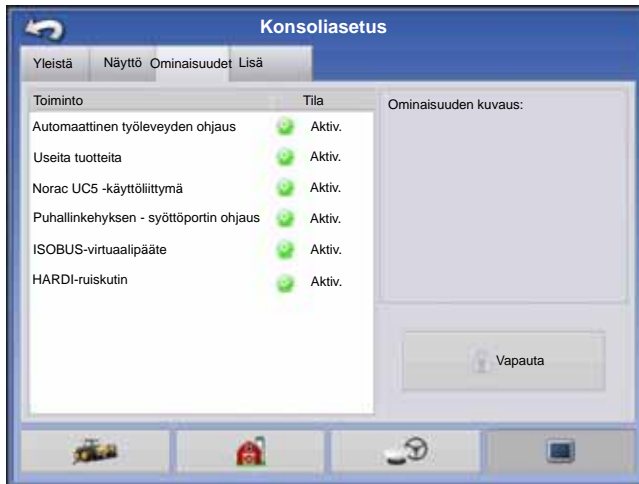 Konsoliasetus
Yleistä Näyttö Ominaisuudet Lisä
Toiminto Tila
Automaattinen työleveyden ohjaus Aktiv.
Useita tuotteita Aktiv.
Norac UC5 -käyttöliittymä Aktiv.
Puhallinkehyksen - syöttöportin ohjaus Aktiv.
ISOBUS-virtuaalipääte Aktiv.
HARDI-ruiskutin Aktiv.
Ominaisuuden kuvaus:
Vapauta